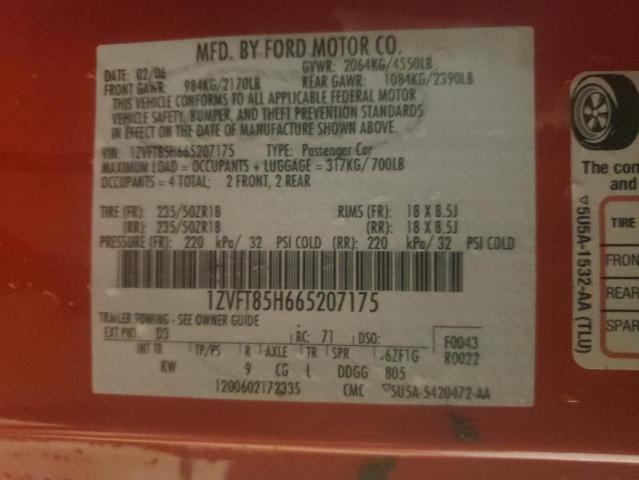 MFD. BY FORD MOTOR CO.
DATE: 02/06 GVWR: 2064KG/4550LB
FRONT GAWR: 984KG/2170LB REAR GAWR: 1084KG/2390LB
THIS VEHICLE CONFORMS TO ALL APPLICABLE FEDERAL MOTOR
VEHICLE SAFETY, BUMPER, AND THEFT PREVENTION STANDARDS
IN EFFECT ON THE DATE OF MANUFACTURE SHOWN ABOVE.
VIN: 1ZVFT85H665207175 TYPE: Passenger Car
MAXIMUM LOAD = OCCUPANTS + LUGGAGE = 317KG/ 700LB
OCCUPANTS = 4 TOTAL: 2 FRONT, 2 REAR
TIRE (FR): 235/50ZR18 RIMS (FR): 18 X 8.5J
(RR): 235/50ZR18 (RR): 18 X 8.5J
PRESSURE (FR): 220 kPa/ 32 PSI COLD (RR): 220 kPa/ 32 PSI COLD
1ZVFT85H665207175
TRAILER TOWING - SEE OWNER GUIDE
EXT PNT: D3 RC: 71 DSO: F0043
INT TR TP/PS R AXLE TR SPR 6ZF1G R0022
KW 9 CG L DDGG 805
1200602172335 CMC 5U5A-5420472-AA
The con
and
TIRE
FRON
REAR
SPAR
5U5A-1532-AA (TLU)